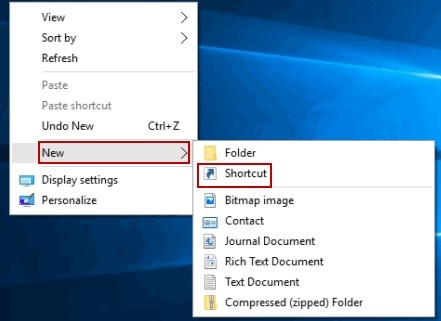 View
Sort by
Refresh
Paste
Paste shortcut
Undo New Ctrl+Z
New
Display settings
Personalize
Folder
Shortcut
Bitmap image
Contact
Journal Document
Rich Text Document
Text Document
Compressed (zipped) Folder